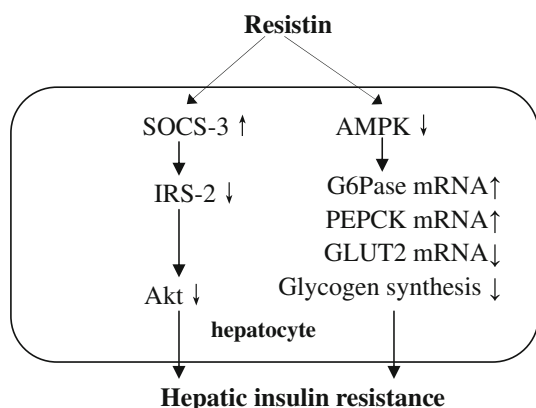 Resistin
SOCS-3 ↑
AMPK ↓
IRS-2 ↓
G6Pase mRNA↑
PEPCK mRNA↑
GLUT2 mRNA↓
Glycogen synthesis ↓
Akt ↓
hepatocyte
Hepatic insulin resistance